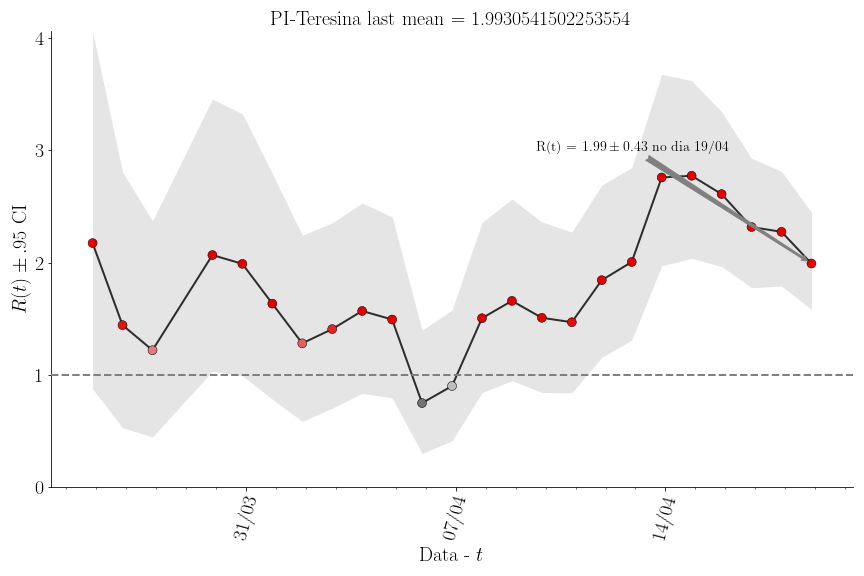 PI-Teresina last mean = 1.9930541502253554
4
3
2
1
0
R(t) ± .95 CI
R(t) = 1.99 ± 0.43 no dia 19/04
31/03
07/04
14/04
Data - t